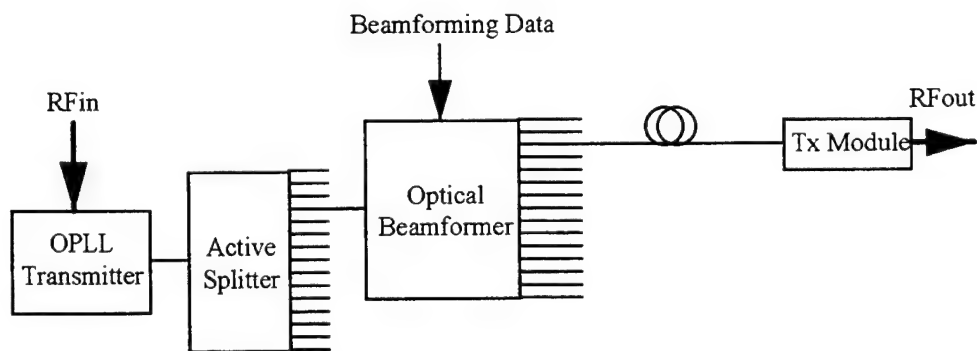 Beamforming Data
RFin
RFout
Tx Module
Optical
Beamformer
OPLL
Transmitter
Active
Splitter